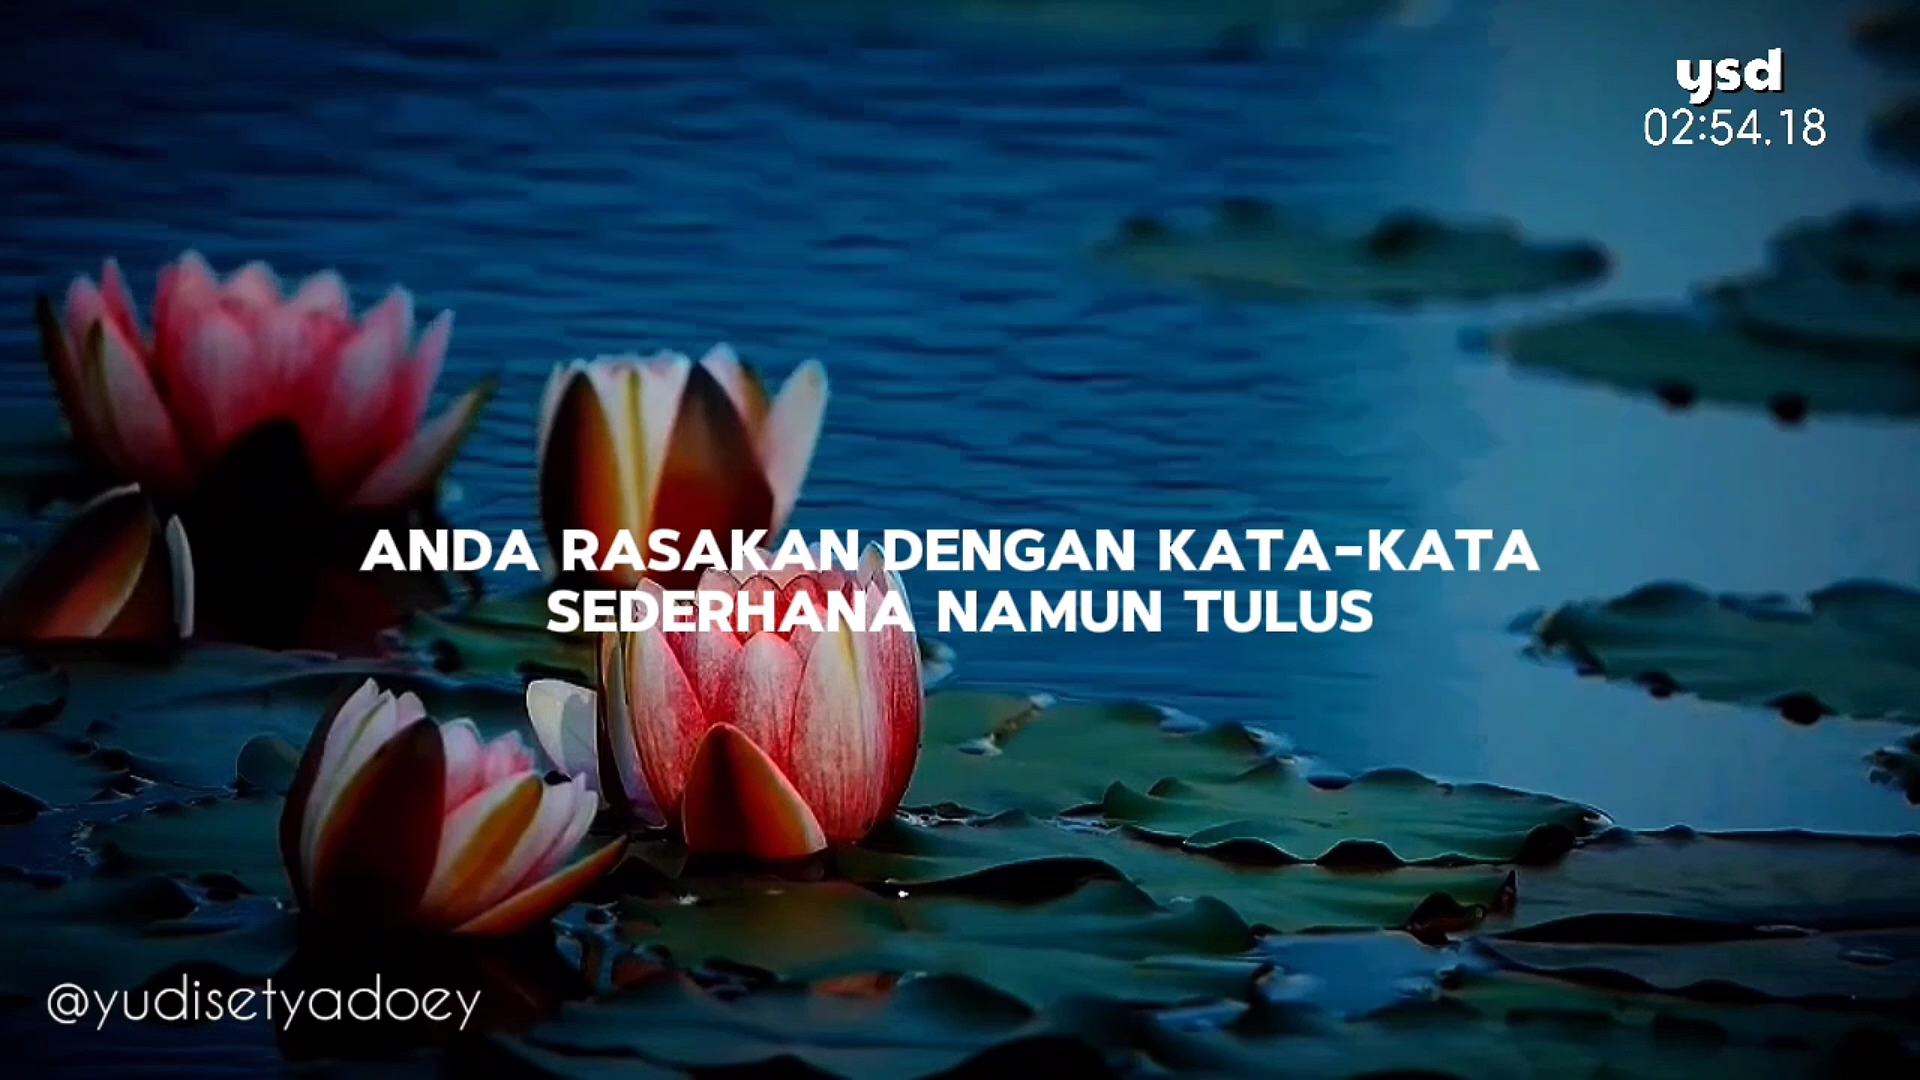 ysd
02:54.18
ANDA RASAKAN DENGAN KATA-KATA
SEDERHANA NAMUN TULUS
@yudisetyadoey